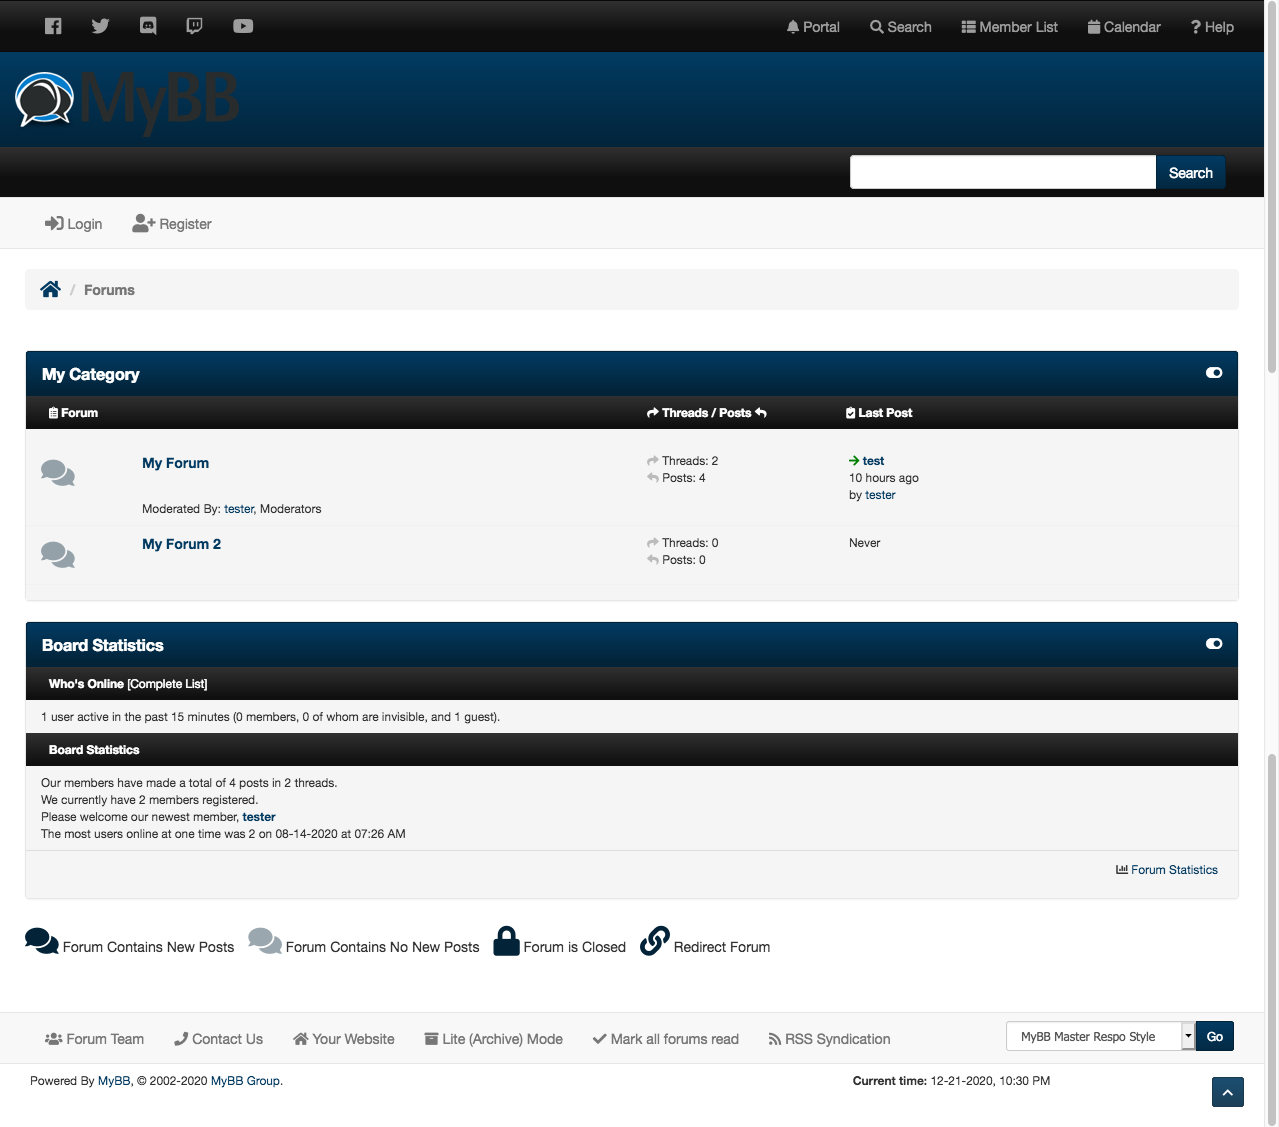 Portal Search Member List Calendar Help
MyBB
Search
Login Register
/ Forums
My Category
Forum Threads / Posts Last Post
My Forum Threads: 2 test
Posts: 4 10 hours ago
by tester
Moderated By: tester, Moderators
My Forum 2 Threads: 0 Never
Posts: 0
Board Statistics
Who's Online [Complete List]
1 user active in the past 15 minutes (0 members, 0 of whom are invisible, and 1 guest).
Board Statistics
Our members have made a total of 4 posts in 2 threads.
We currently have 2 members registered.
Please welcome our newest member, tester
The most users online at one time was 2 on 08-14-2020 at 07:26 AM
Forum Statistics
Forum Contains New Posts Forum Contains No New Posts Forum is Closed Redirect Forum
Forum Team Contact Us Your Website Lite (Archive) Mode Mark all forums read RSS Syndication MyBB Master Respo Style Go
Powered By MyBB, © 2002-2020 MyBB Group. Current time: 12-21-2020, 10:30 PM